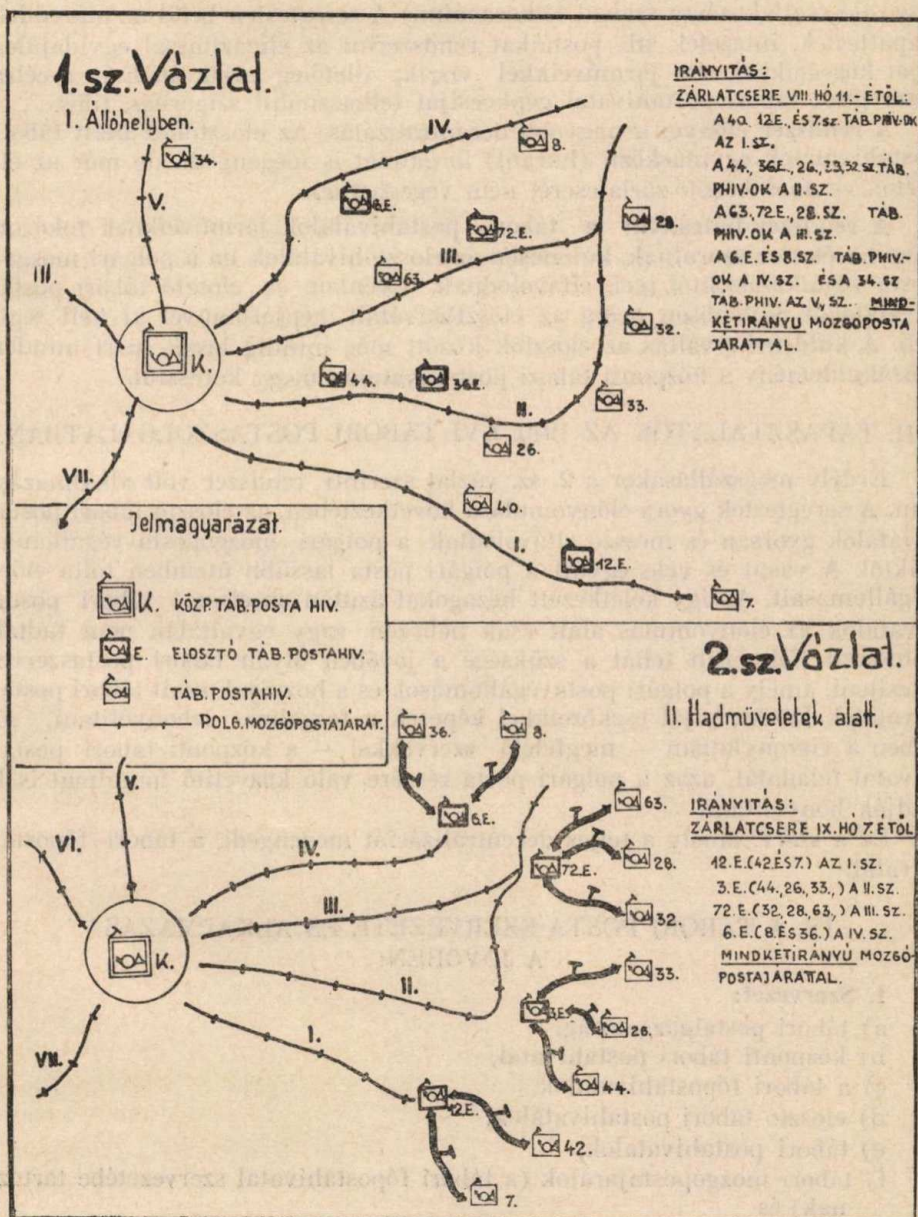 1. sz. Vázlat.
I. Állóhelyben.
IRÁNYITÁS:
ZÁRLATCSERE VIII. HÓ 11.-ÉTŐL:
A 40. 12E., ÉS 7. sz. TÁB. PHIV-OK
AZ I. SZ.
A 44., 36E., 26., 33., 32 sz. TÁB.
PHIV. OK A II. SZ.
A 63., 72.E., 28. SZ. TÁB.
PHIV. OK A III. SZ.
A 6.E. ÉS 8. SZ. TÁB. PHIV.-
OK A IV. SZ. ÉS A 34. SZ
TÁB. PHIV. AZ V. SZ. MIND-
KÉTIRÁNYU MOZGÓPOSTA
JÁRATTAL.
34.
V.
III.
IV.
8.
6.E.
72.E.
28.
III.
63.
32.
K.
44.
36.E.
33.
II.
26.
VII.
40.
I.
12.E.
7.
Jelmagyarázat.
K. KÖZP. TÁB. POSTA HIV.
E ELOSZTÓ TÁB. POSTAHIV.
TÁB. POSTAHIV.
POLG. MOZGÓPOSTAJÁRAT.
2. sz. Vázlat.
II. Hadmüveletek alatt.
IRÁNYITÁS:
ZÁRLATCSERE IX. HÓ 7. ÉTŐL
12.E. (42 ÉS 7.) AZ I. SZ.
3.E. (44., 26., 33.,) A II. SZ.
72.E. (32., 28., 63.,) A III. SZ.
6.E. (8. ÉS 36.) A IV. SZ.
MINDKÉTIRÁNYÚ MOZGÓ-
POSTAJÁRATTAL.
36.
8.
V.
6.E.
63.
VI.
IV.
72.E.
28.
III.
32.
K.
33.
II.
3.E.
26.
I.
44.
VII.
12.E.
42.
7.